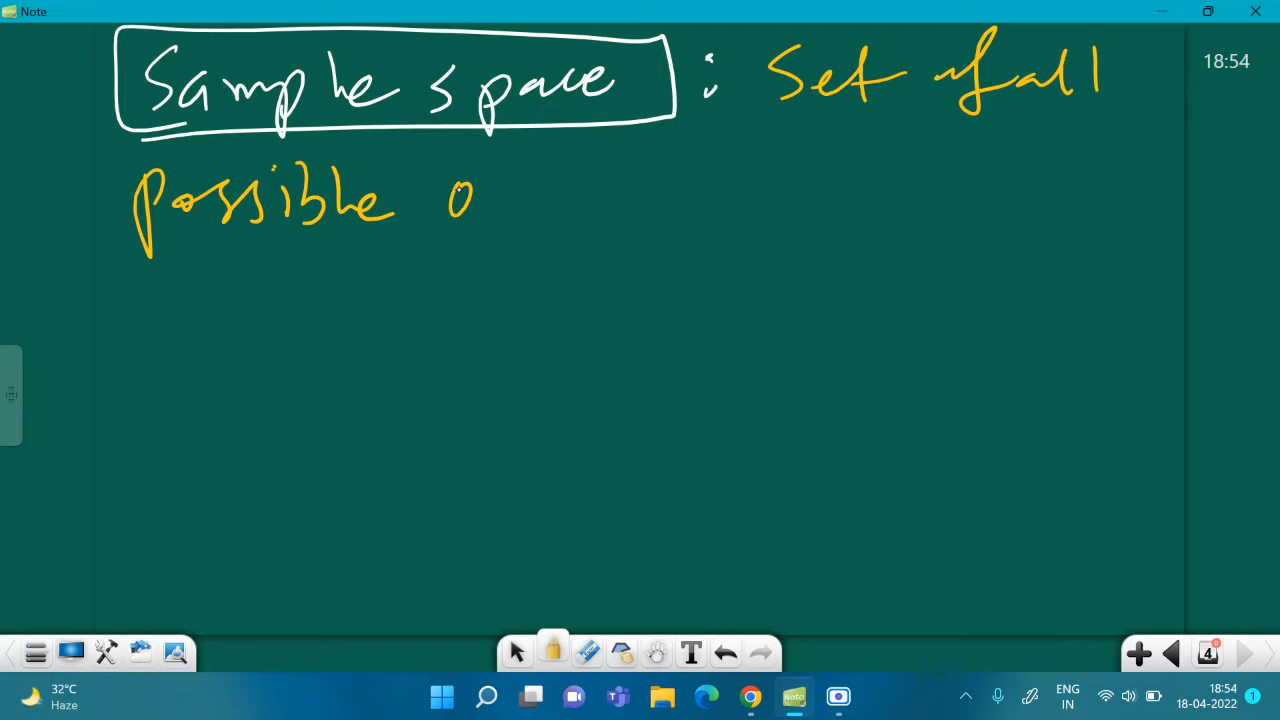 Note
18:54
Sample space : Set of all
possible o
T
4
32°C
Haze
ENG
IN
18:54
18-04-2022
1